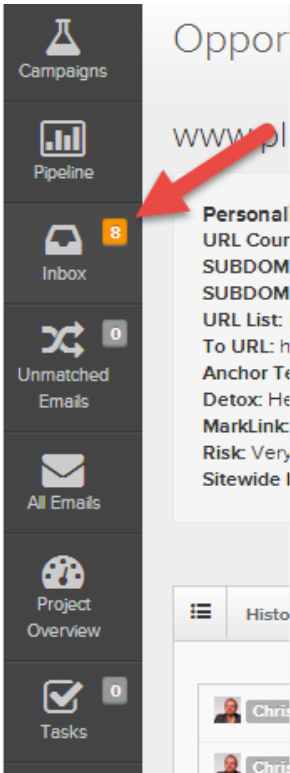 Campaigns
Pipeline
8
Inbox
0
Unmatched
Emails
All Emails
Project
Overview
0
Tasks
Oppor
www.pl
Personal
URL Cour
SUBDOM
SUBDOM
URL List:
To URL: h
Anchor Te
Detox: He
MarkLink:
Risk: Very
Sitewide
Histo
Chris
Chris